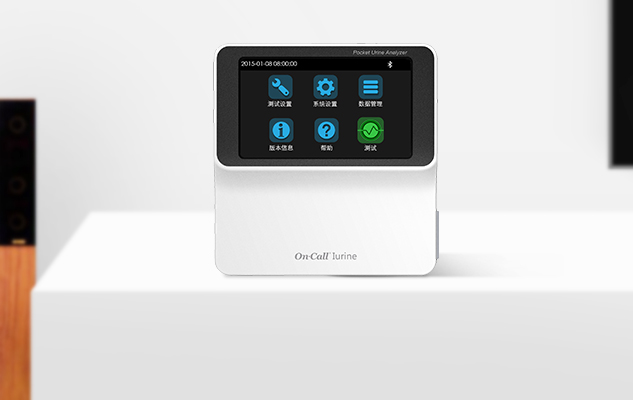 Pocket Urine Analyzer
2015-01-08 08:00:00
测试设置 系统设置 数据管理
版本信息 帮助 测试
On·Call Iurine